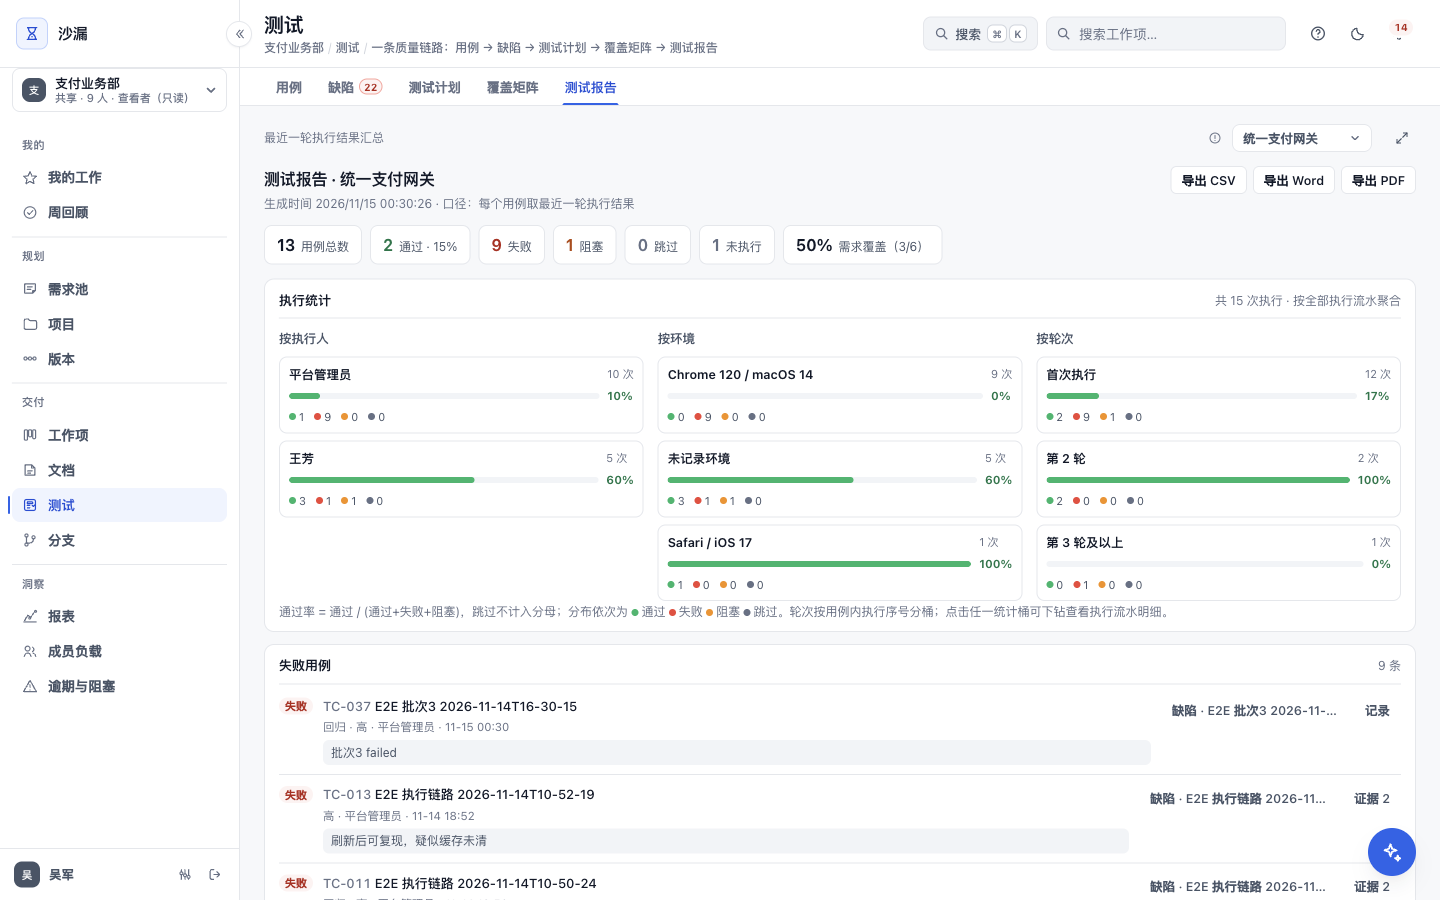 沙漏
支
支付业务部
共享 · 9 人 · 查看者（只读）
我的
我的工作
周回顾
规划
需求池
项目
版本
交付
工作项
文档
测试
分支
洞察
报表
成员负载
逾期与阻塞
吴
吴军
测试
支付业务部 / 测试 / 一条质量链路：用例 → 缺陷 → 测试计划 → 覆盖矩阵 → 测试报告
搜索 ⌘ K
搜索工作项...
14
用例
缺陷 22
测试计划
覆盖矩阵
测试报告
最近一轮执行结果汇总
统一支付网关
测试报告 · 统一支付网关
生成时间 2026/11/15 00:30:26 · 口径：每个用例取最近一轮执行结果
导出 CSV
导出 Word
导出 PDF
13 用例总数
2 通过 · 15%
9 失败
1 阻塞
0 跳过
1 未执行
50% 需求覆盖（3/6）
执行统计
共 15 次执行 · 按全部执行流水聚合
按执行人
平台管理员 10 次
10%
1 9 0 0
王芳 5 次
60%
3 1 1 0
按环境
Chrome 120 / macOS 14 9 次
0%
0 9 0 0
未记录环境 5 次
60%
3 1 1 0
Safari / iOS 17 1 次
100%
1 0 0 0
按轮次
首次执行 12 次
17%
2 9 1 0
第 2 轮 2 次
100%
2 0 0 0
第 3 轮及以上 1 次
0%
0 1 0 0
通过率 = 通过 / (通过+失败+阻塞)，跳过不计入分母；分布依次为 ● 通过 ● 失败 ● 阻塞 ● 跳过。轮次按用例内执行序号分桶；点击任一统计桶可下钻查看执行流水明细。
失败用例
9 条
失败 TC-037 E2E 批次3 2026-11-14T16-30-15
回归 · 高 · 平台管理员 · 11-15 00:30
批次3 failed
缺陷 · E2E 批次3 2026-11-... 记录
失败 TC-013 E2E 执行链路 2026-11-14T10-52-19
高 · 平台管理员 · 11-14 18:52
刷新后可复现，疑似缓存未清
缺陷 · E2E 执行链路 2026-11... 证据 2
失败 TC-011 E2E 执行链路 2026-11-14T10-50-24
缺陷 · E2E 执行链路 2026-11... 证据 2